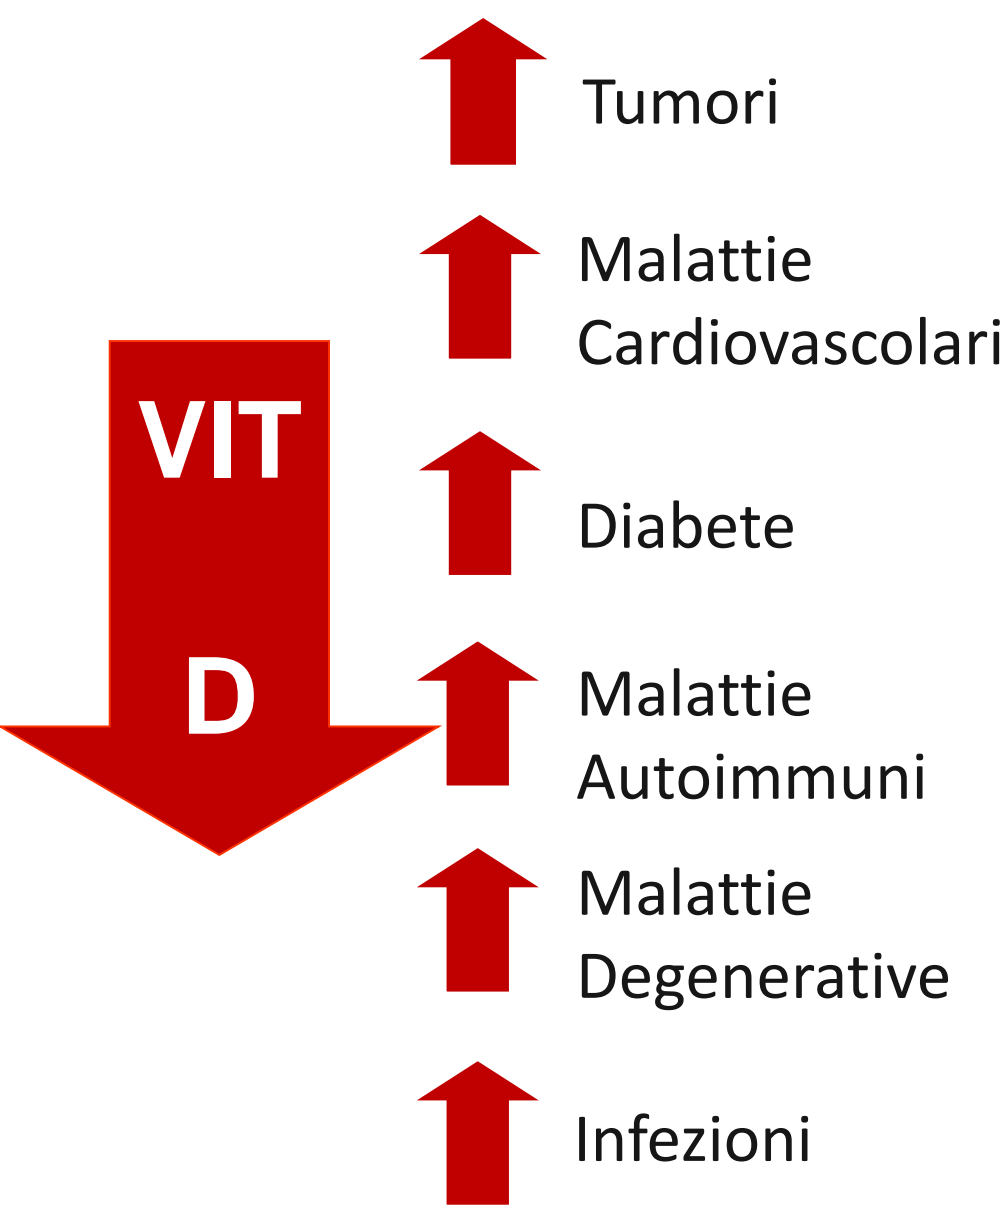 Tumori
Malattie
Cardiovascolari
VIT
D
Diabete
Malattie
Autoimmuni
Malattie
Degenerative
Infezioni